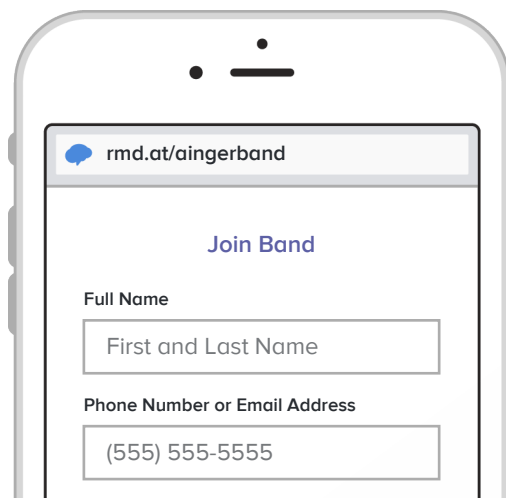 rmd.at/aingerband
Join Band
Full Name
First and Last Name
Phone Number or Email Address
(555) 555-5555